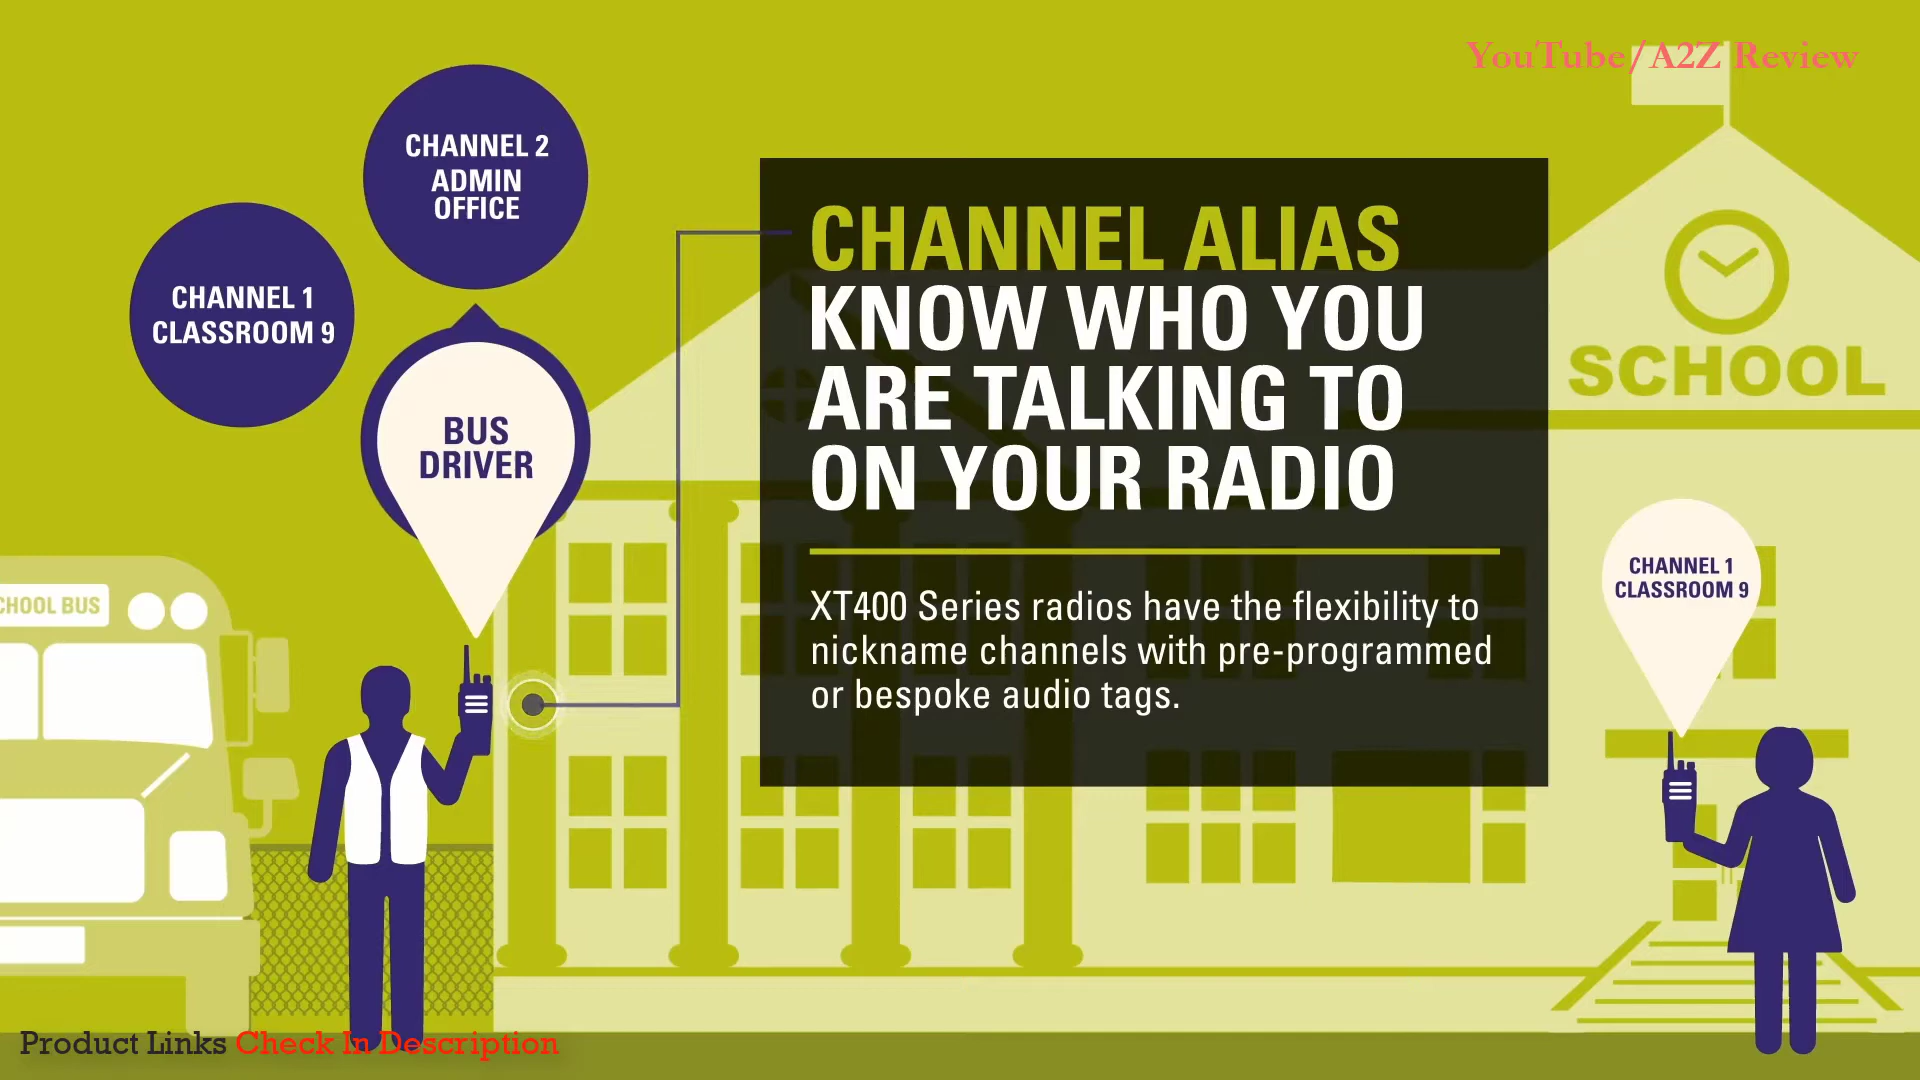 YouTube/A2Z Review
CHANNEL 2
ADMIN
OFFICE
CHANNEL 1
CLASSROOM 9
BUS
DRIVER
CHANNEL ALIAS
KNOW WHO YOU
ARE TALKING TO
ON YOUR RADIO
XT400 Series radios have the flexibility to
nickname channels with pre-programmed
or bespoke audio tags.
SCHOOL
CHANNEL 1
CLASSROOM 9
CHOOL BUS
Product Links Check In Description